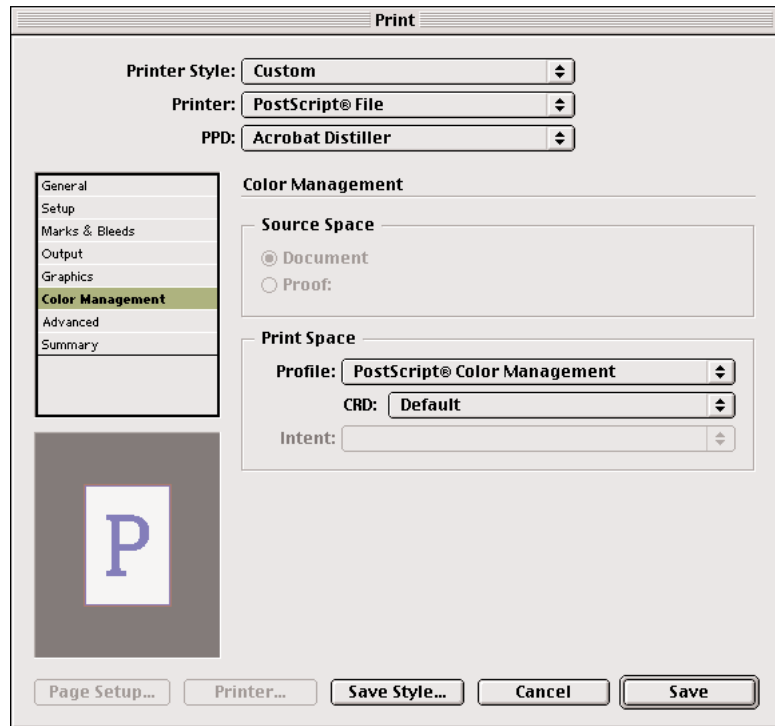 Print
Printer Style: Custom
Printer: PostScript® File
PPD: Acrobat Distiller
General
Setup
Marks & Bleeds
Output
Graphics
Color Management
Advanced
Summary
Color Management
Source Space
Document
Proof:
Print Space
Profile: PostScript® Color Management
CRD: Default
Intent:
P
Page Setup... Printer... Save Style... Cancel Save